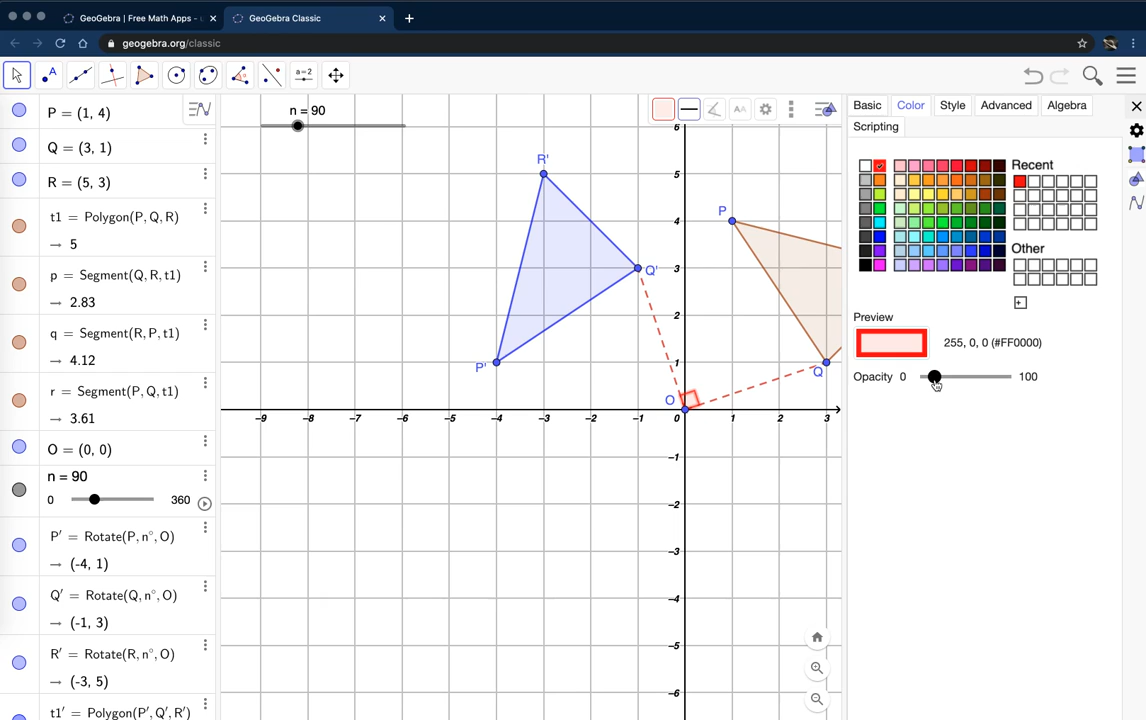 GeoGebra | Free Math Apps -
GeoGebra Classic
geogebra.org/classic
A
a=2
P = (1, 4)
Q = (3, 1)
R = (5, 3)
t1 = Polygon(P, Q, R)
→ 5
p = Segment(Q, R, t1)
→ 2.83
q = Segment(R, P, t1)
→ 4.12
r = Segment(P, Q, t1)
→ 3.61
O = (0, 0)
n = 90
0 360
P′ = Rotate(P, n°, O)
→ (-4, 1)
Q′ = Rotate(Q, n°, O)
→ (-1, 3)
R′ = Rotate(R, n°, O)
→ (-3, 5)
t1′ = Polygon(P′, Q′, R′)
n = 90
AA
6
R'
5
P
4
3
Q'
2
P'
1
Q
O
-9 -8 -7 -6 -5 -4 -3 -2 -1 0 1 2 3
-1
-2
-3
-4
-5
-6
Basic Color Style Advanced Algebra
Scripting
Recent
Other
+
Preview
255, 0, 0 (#FF0000)
Opacity 0 100